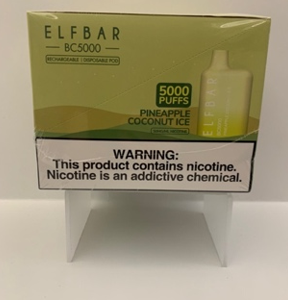 ELFBAR
BC5000
RECHARGEABLE | DISPOSABLE POD
5000
PUFFS
PINEAPPLE
COCONUT ICE
ELFBAR
WARNING:
This product contains nicotine.
Nicotine is an addictive chemical.